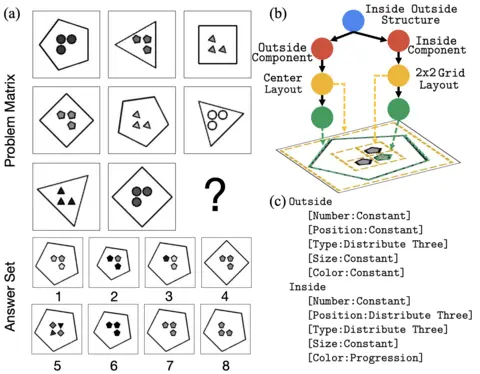 (a)
Problem Matrix
?
Answer Set
1 2 3 4
5 6 7 8
(b)
Inside Outside
Structure
Outside
Component
Inside
Component
Center
Layout
2x2 Grid
Layout
(c)
Outside
[Number:Constant]
[Position:Constant]
[Type:Distribute Three]
[Size:Constant]
[Color:Constant]
Inside
[Number:Constant]
[Position:Distribute Three]
[Type:Distribute Three]
[Size:Constant]
[Color:Progression]